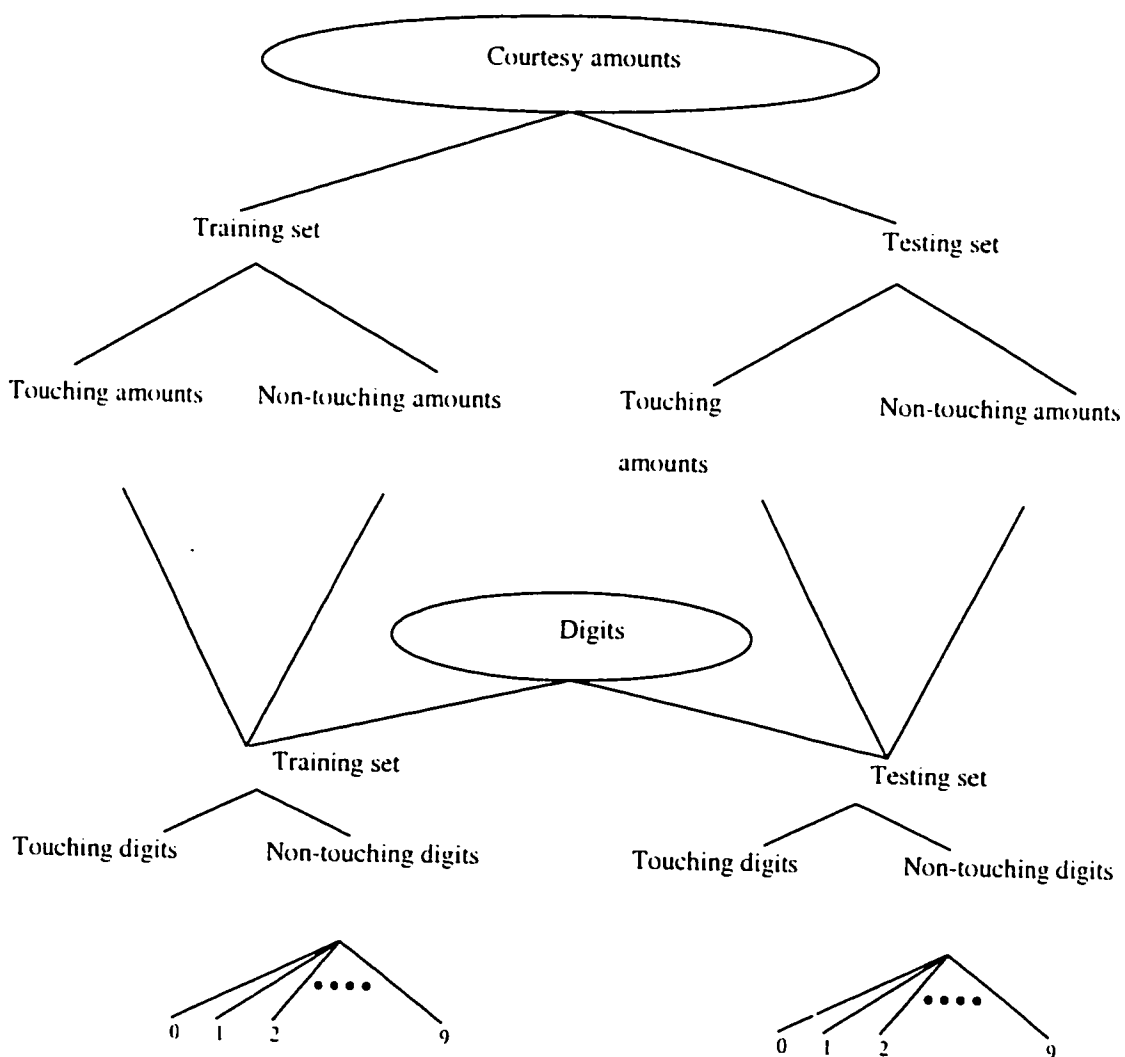 Courtesy amounts
Training set
Testing set
Touching amounts
Non-touching amounts
Touching
amounts
Non-touching amounts
Digits
Training set
Testing set
Touching digits
Non-touching digits
Touching digits
Non-touching digits
0 1 2 9
0 1 2 9